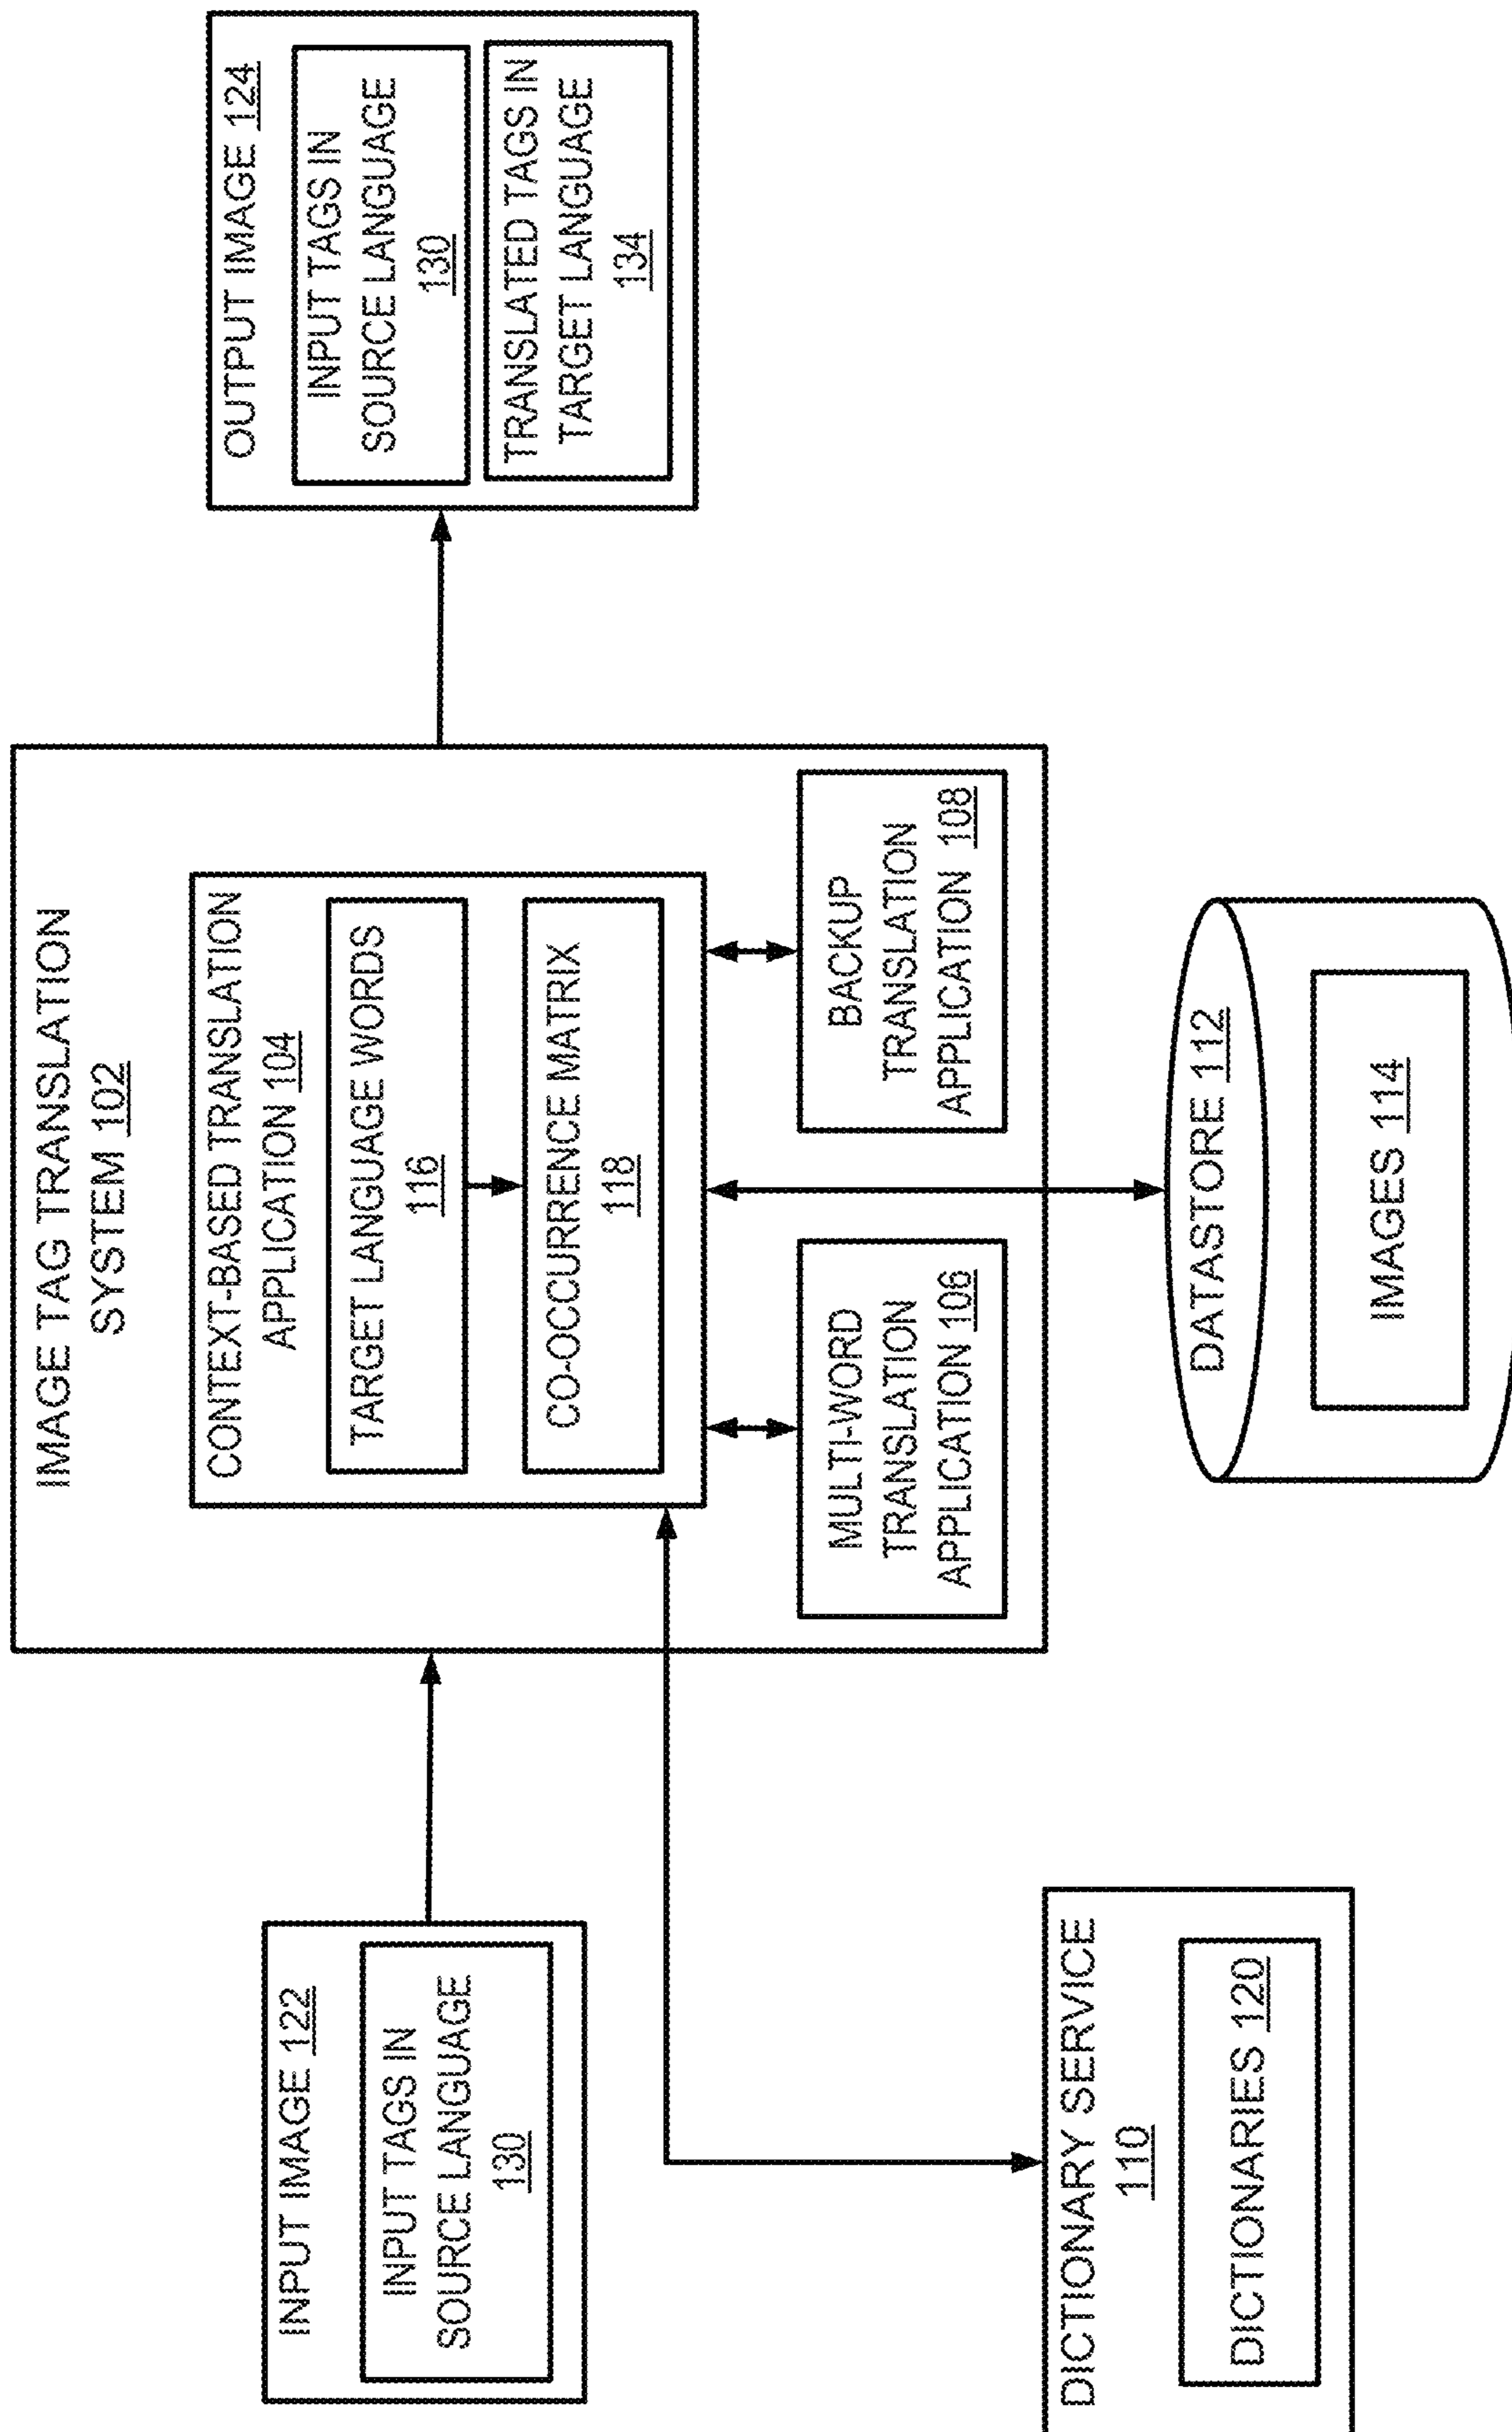 INPUT IMAGE 122
INPUT TAGS IN
SOURCE LANGUAGE
130
DICTIONARY SERVICE
110
DICTIONARIES 120
IMAGE TAG TRANSLATION
SYSTEM 102
CONTEXT-BASED TRANSLATION
APPLICATION 104
TARGET LANGUAGE WORDS
116
CO-OCCURRENCE MATRIX
118
MULTI-WORD
TRANSLATION
APPLICATION 106
BACKUP
TRANSLATION
APPLICATION 108
DATASTORE 112
IMAGES 114
OUTPUT IMAGE 124
INPUT TAGS IN
SOURCE LANGUAGE
130
TRANSLATED TAGS IN
TARGET LANGUAGE
134